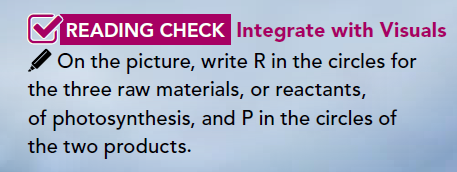 READING CHECK Integrate with Visuals
On the picture, write R in the circles for
the three raw materials, or reactants,
of photosynthesis, and P in the circles of
the two products.